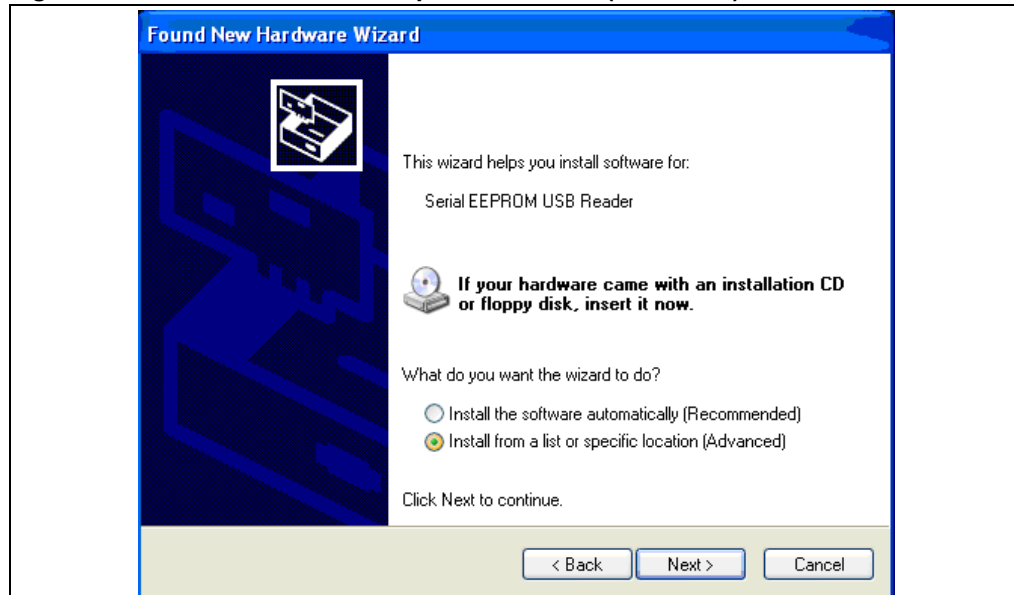 Found New Hardware Wizard
This wizard helps you install software for:
Serial EEPROM USB Reader
If your hardware came with an installation CD
or floppy disk, insert it now.
What do you want the wizard to do?
Install the software automatically (Recommended)
Install from a list or specific location (Advanced)
Click Next to continue.
< Back Next > Cancel